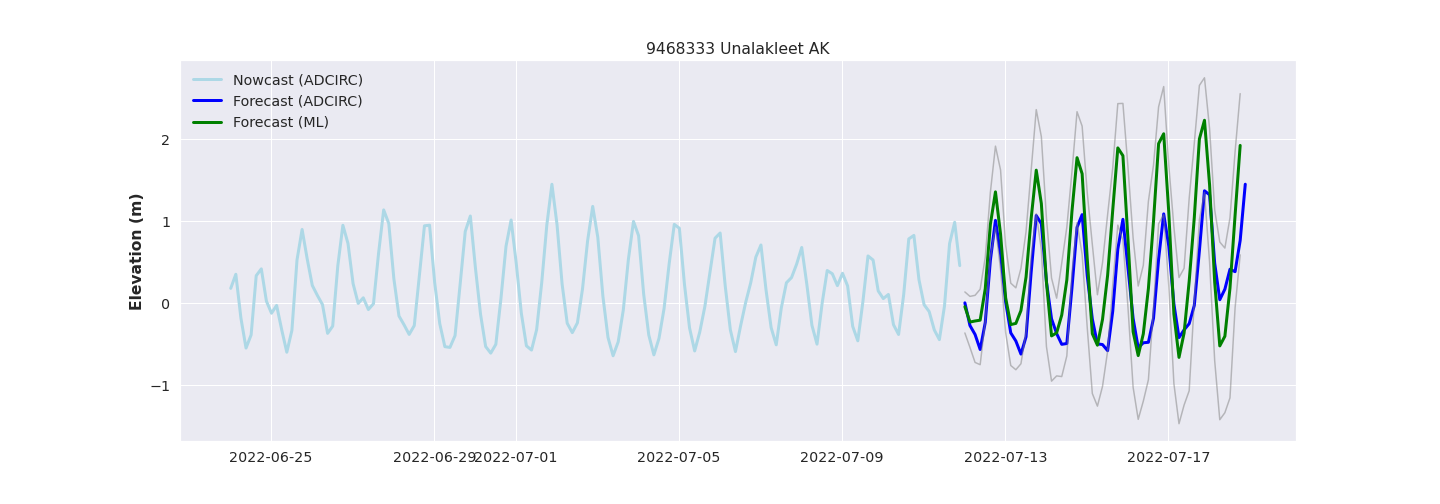 9468333 Unalakleet AK
Nowcast (ADCIRC)
Forecast (ADCIRC)
Forecast (ML)
Elevation (m)
2
1
0
−1
2022-06-25
2022-06-29
2022-07-01
2022-07-05
2022-07-09
2022-07-13
2022-07-17